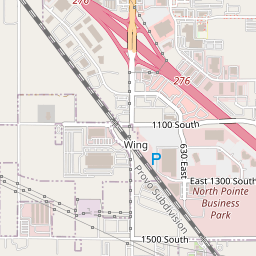 276
276
1100 South
Wing
P
630 East
Provo Subdivision
East 1300 South
North Pointe
Business
Park
1500 South